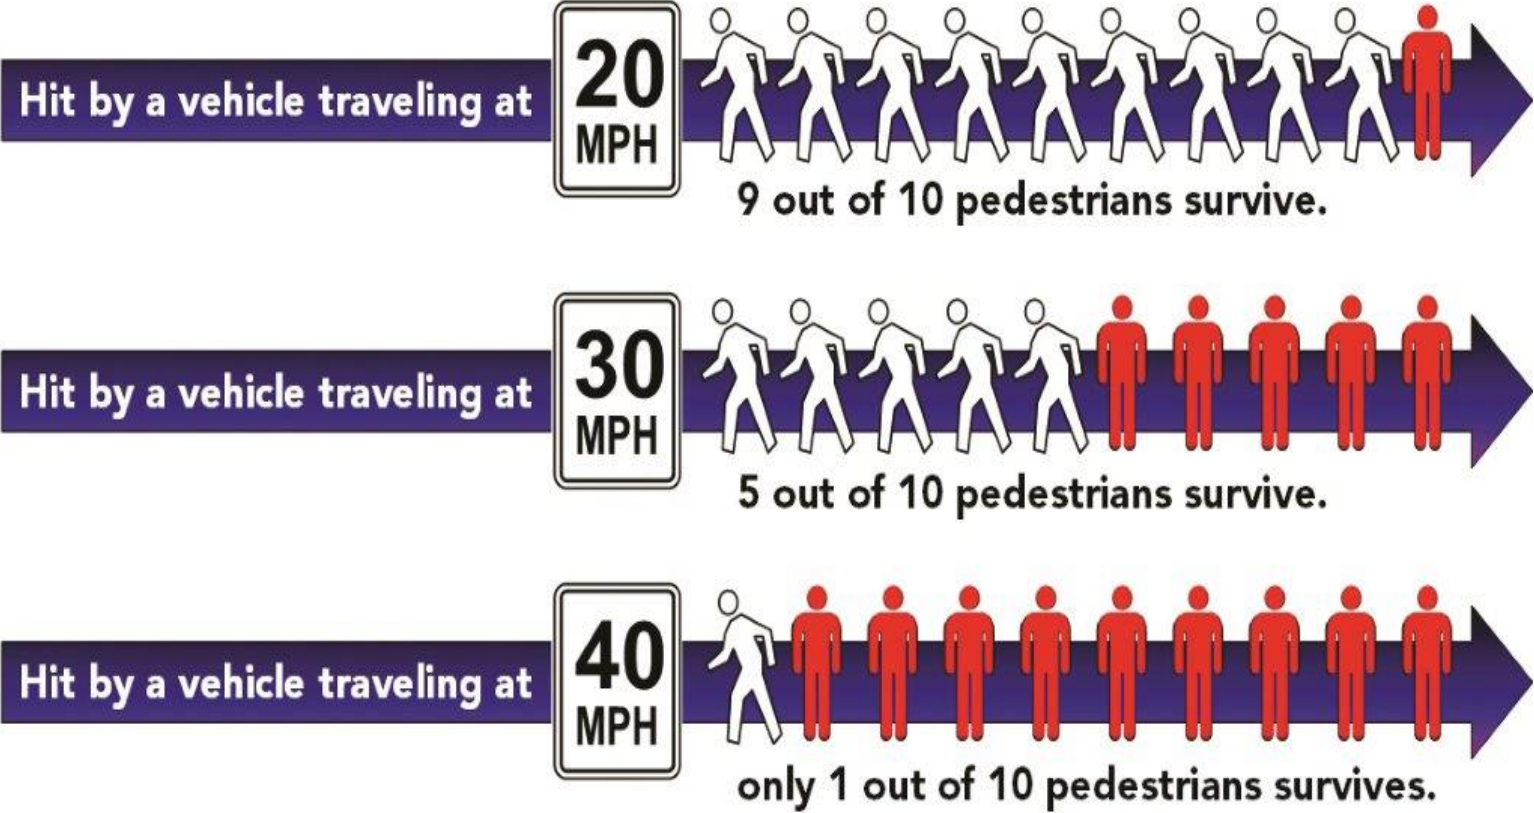 Hit by a vehicle traveling at
20
MPH
9 out of 10 pedestrians survive.
Hit by a vehicle traveling at
30
MPH
5 out of 10 pedestrians survive.
Hit by a vehicle traveling at
40
MPH
only 1 out of 10 pedestrians survives.